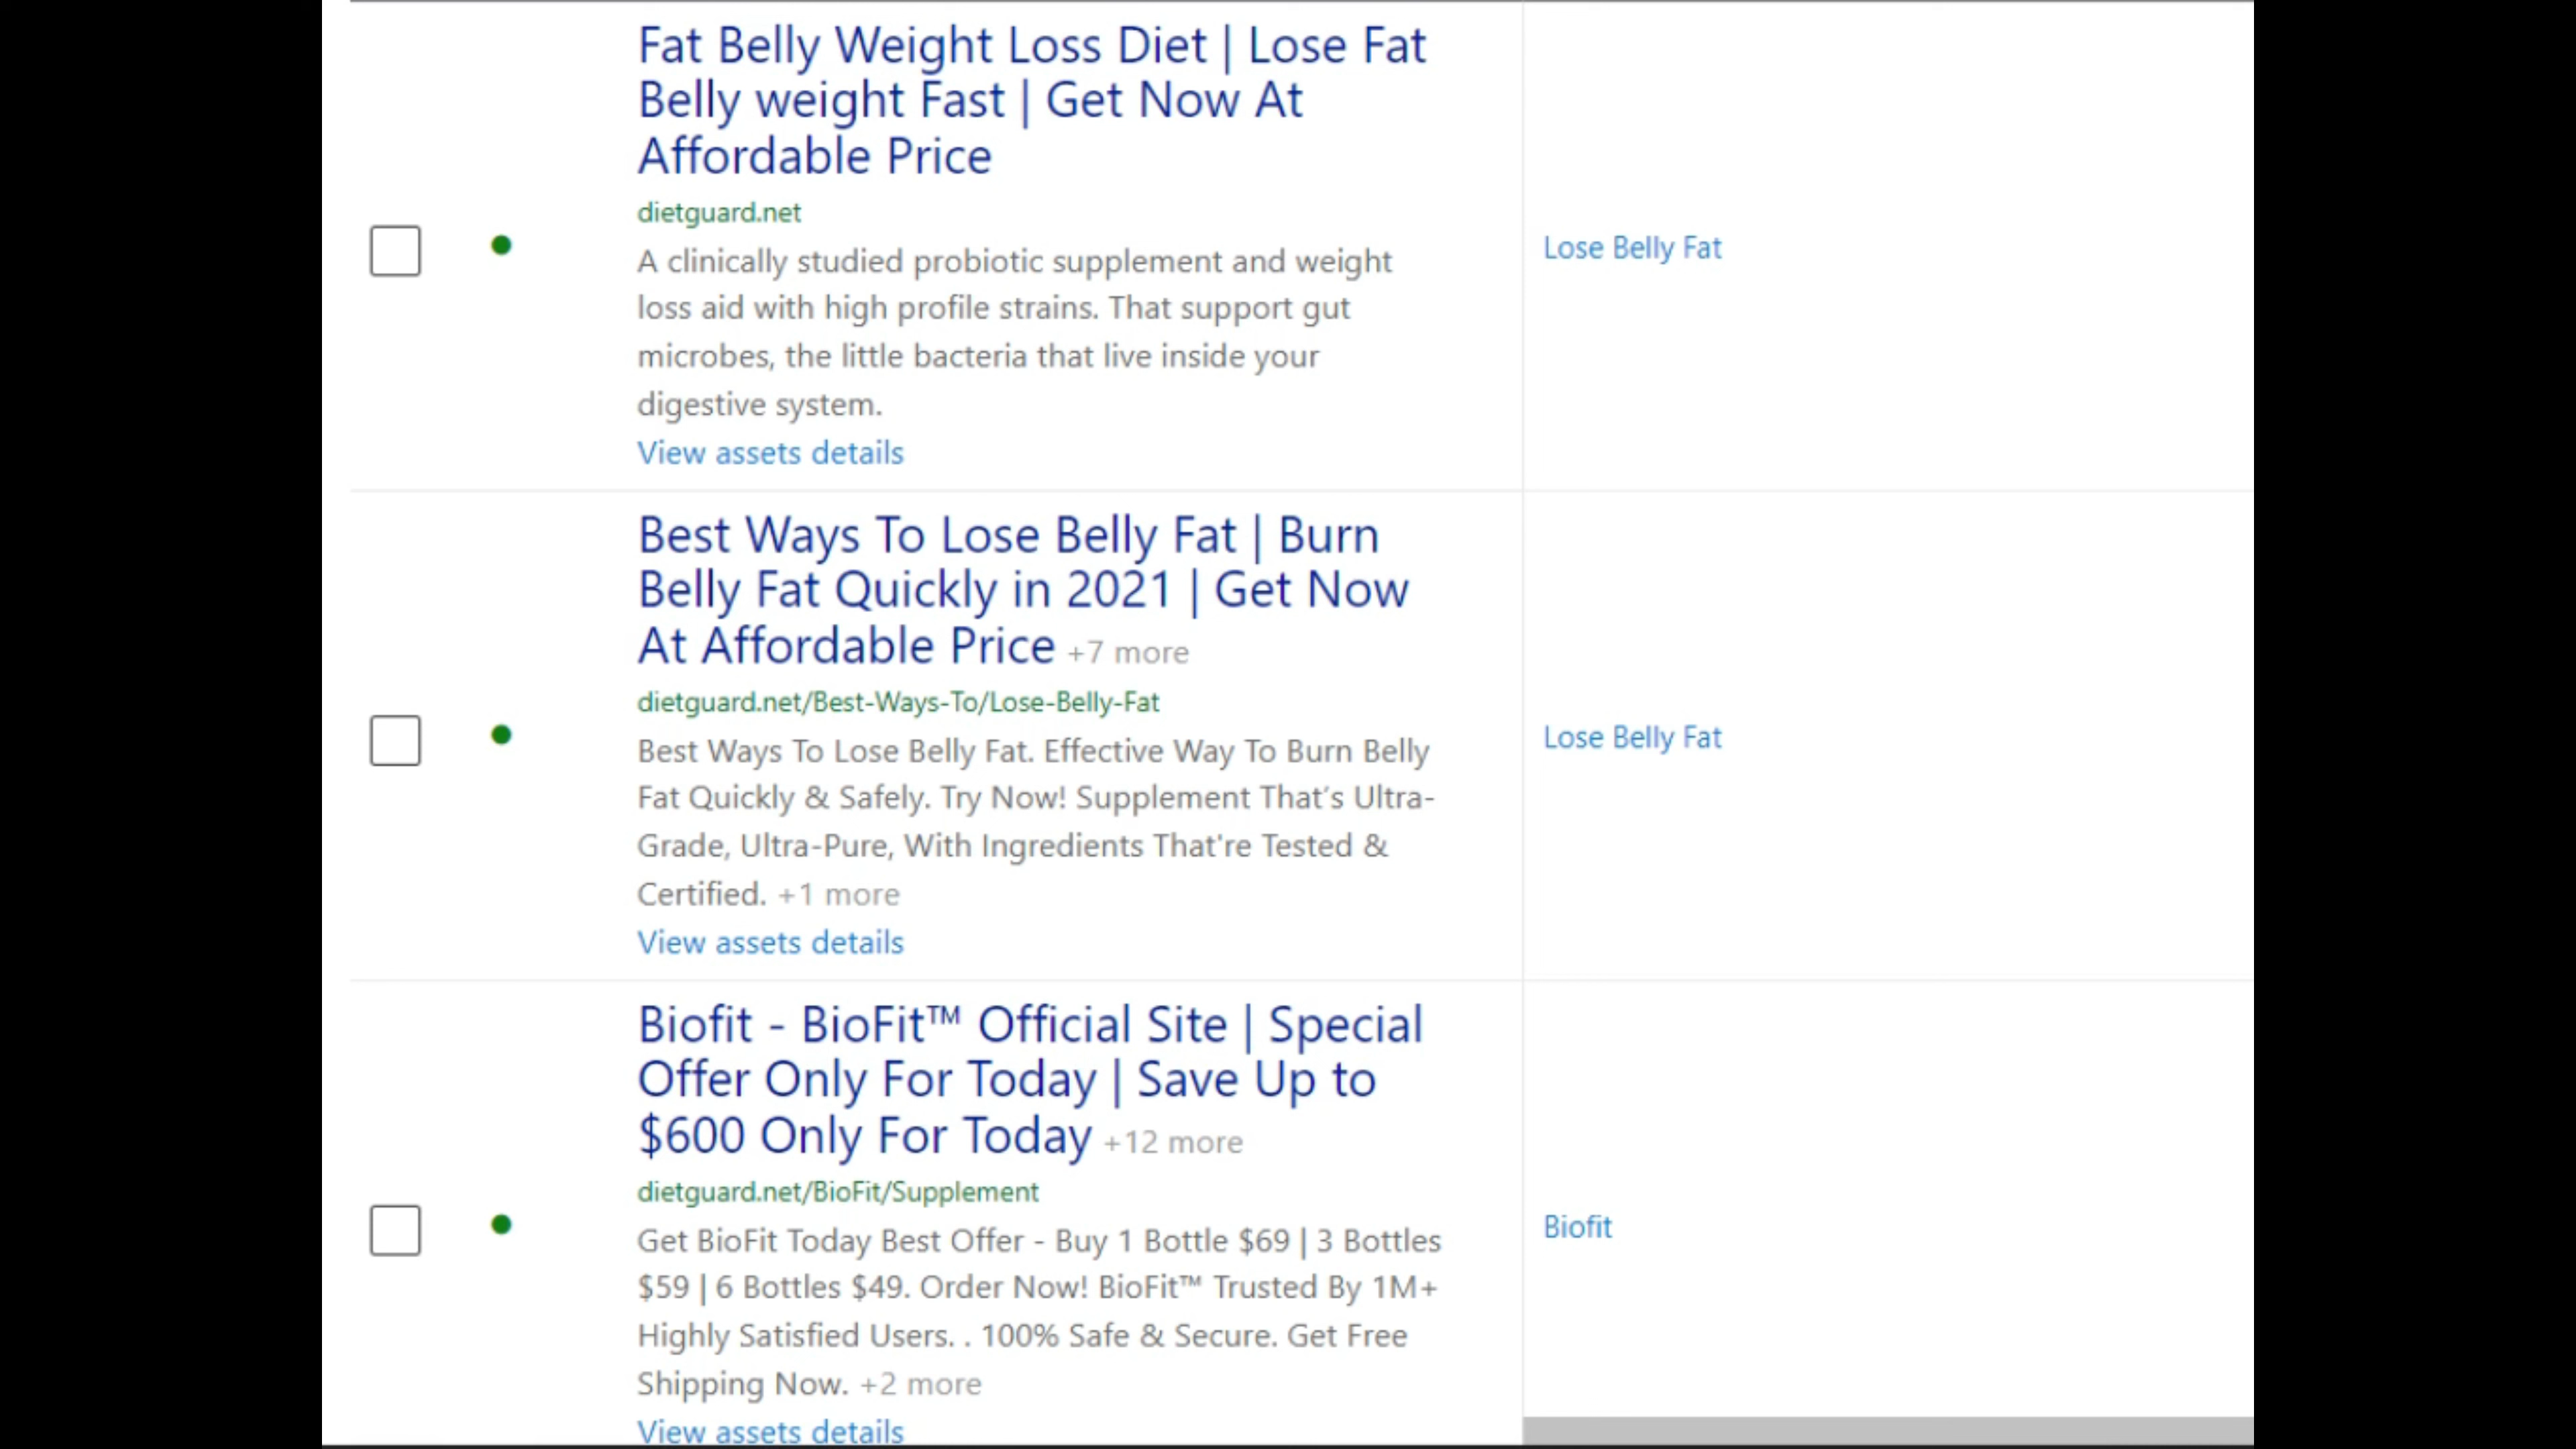 Fat Belly Weight Loss Diet | Lose Fat
Belly weight Fast | Get Now At
Affordable Price
dietguard.net
A clinically studied probiotic supplement and weight
loss aid with high profile strains. That support gut
microbes, the little bacteria that live inside your
digestive system.
View assets details
Lose Belly Fat
Best Ways To Lose Belly Fat | Burn
Belly Fat Quickly in 2021 | Get Now
At Affordable Price +7 more
dietguard.net/Best-Ways-To/Lose-Belly-Fat
Best Ways To Lose Belly Fat. Effective Way To Burn Belly
Fat Quickly & Safely. Try Now! Supplement That's Ultra-
Grade, Ultra-Pure, With Ingredients That're Tested &
Certified. +1 more
View assets details
Lose Belly Fat
Biofit - BioFit™ Official Site | Special
Offer Only For Today | Save Up to
$600 Only For Today +12 more
dietguard.net/BioFit/Supplement
Get BioFit Today Best Offer - Buy 1 Bottle $69 | 3 Bottles
$59 | 6 Bottles $49. Order Now! BioFit™ Trusted By 1M+
Highly Satisfied Users. . 100% Safe & Secure. Get Free
Shipping Now. +2 more
View assets details
Biofit